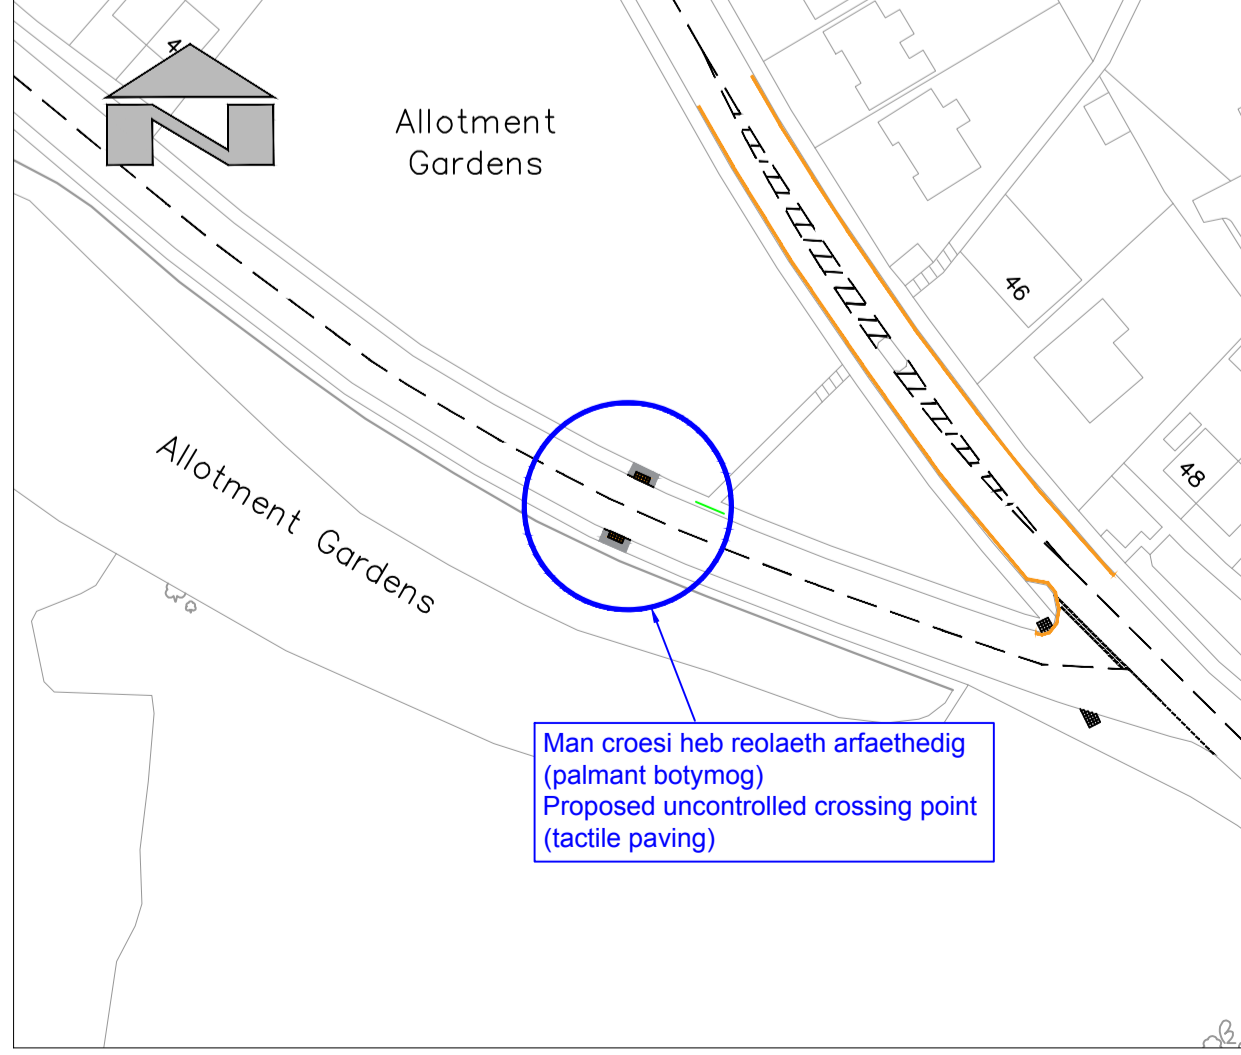 4
N
Allotment
Gardens
46
48
Allotment Gardens
Man croesi heb reolaeth arfaethedig
(palmant botymog)
Proposed uncontrolled crossing point
(tactile paving)